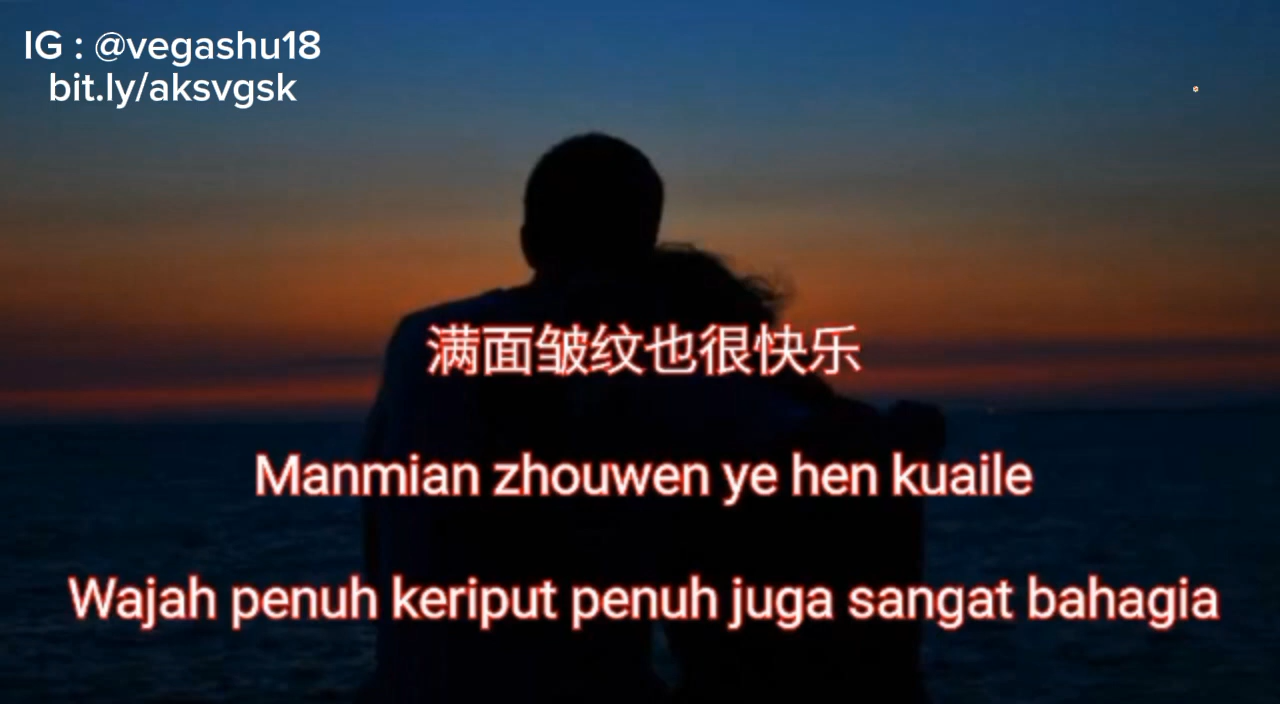 IG : @vegashu18
bit.ly/aksvgsk
满面皱纹也很快乐
Manmian zhouwen ye hen kuaile
Wajah penuh keriput penuh juga sangat bahagia